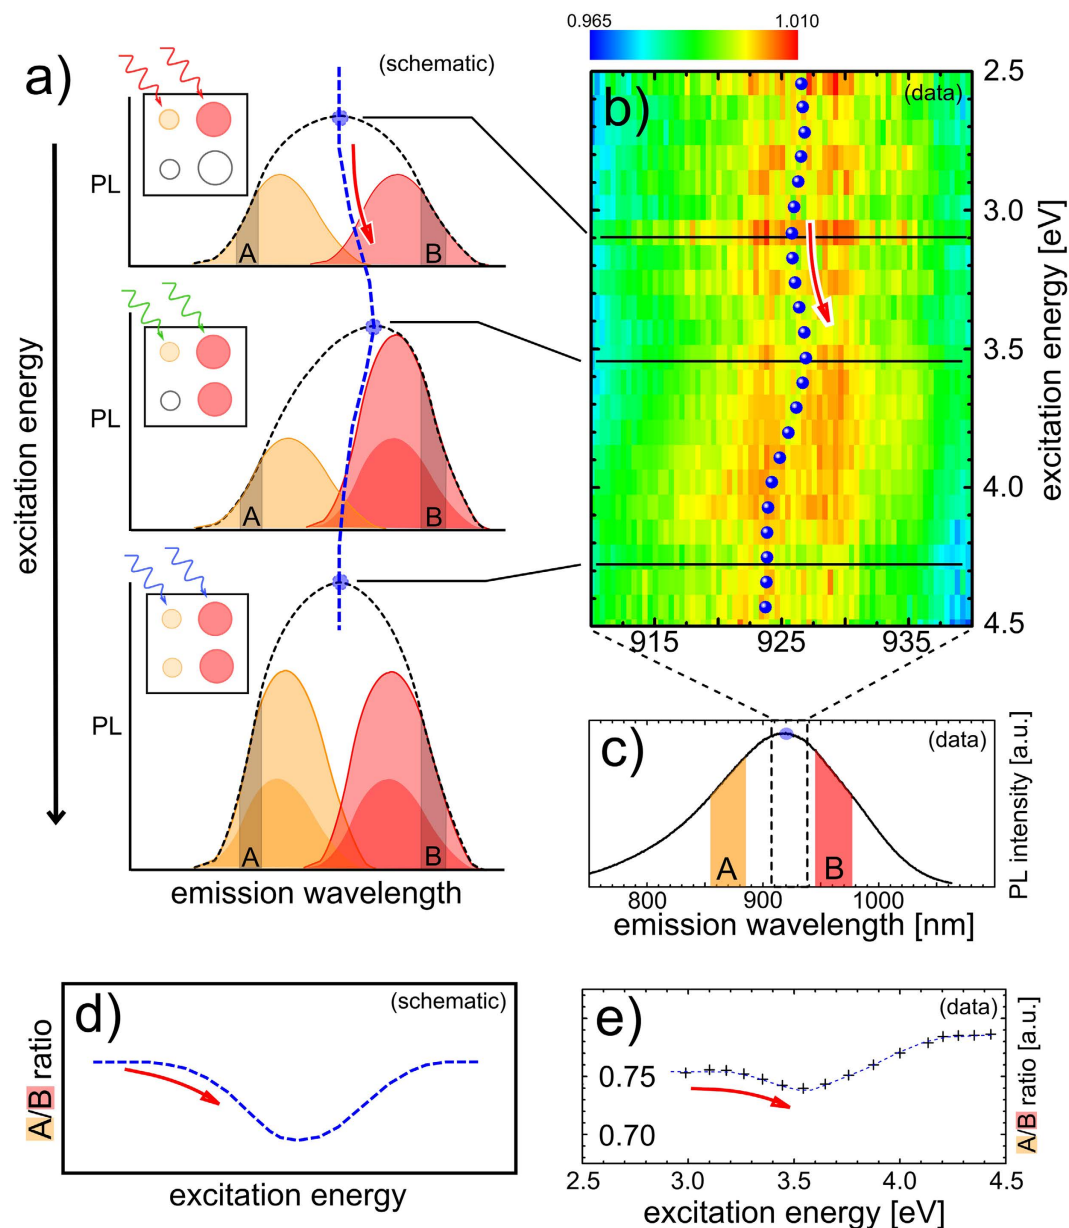 a)
(schematic)
PL
A
B
PL
A
B
PL
A
B
excitation energy
emission wavelength
0.965
1.010
b)
(data)
2.5
3.0
3.5
4.0
4.5
excitation energy [eV]
915
925
935
c)
(data)
A
B
PL intensity [a.u.]
800
900
1000
emission wavelength [nm]
d)
(schematic)
A/B ratio
excitation energy
e)
(data)
0.75
0.70
A/B ratio [a.u.]
2.5
3.0
3.5
4.0
4.5
excitation energy [eV]